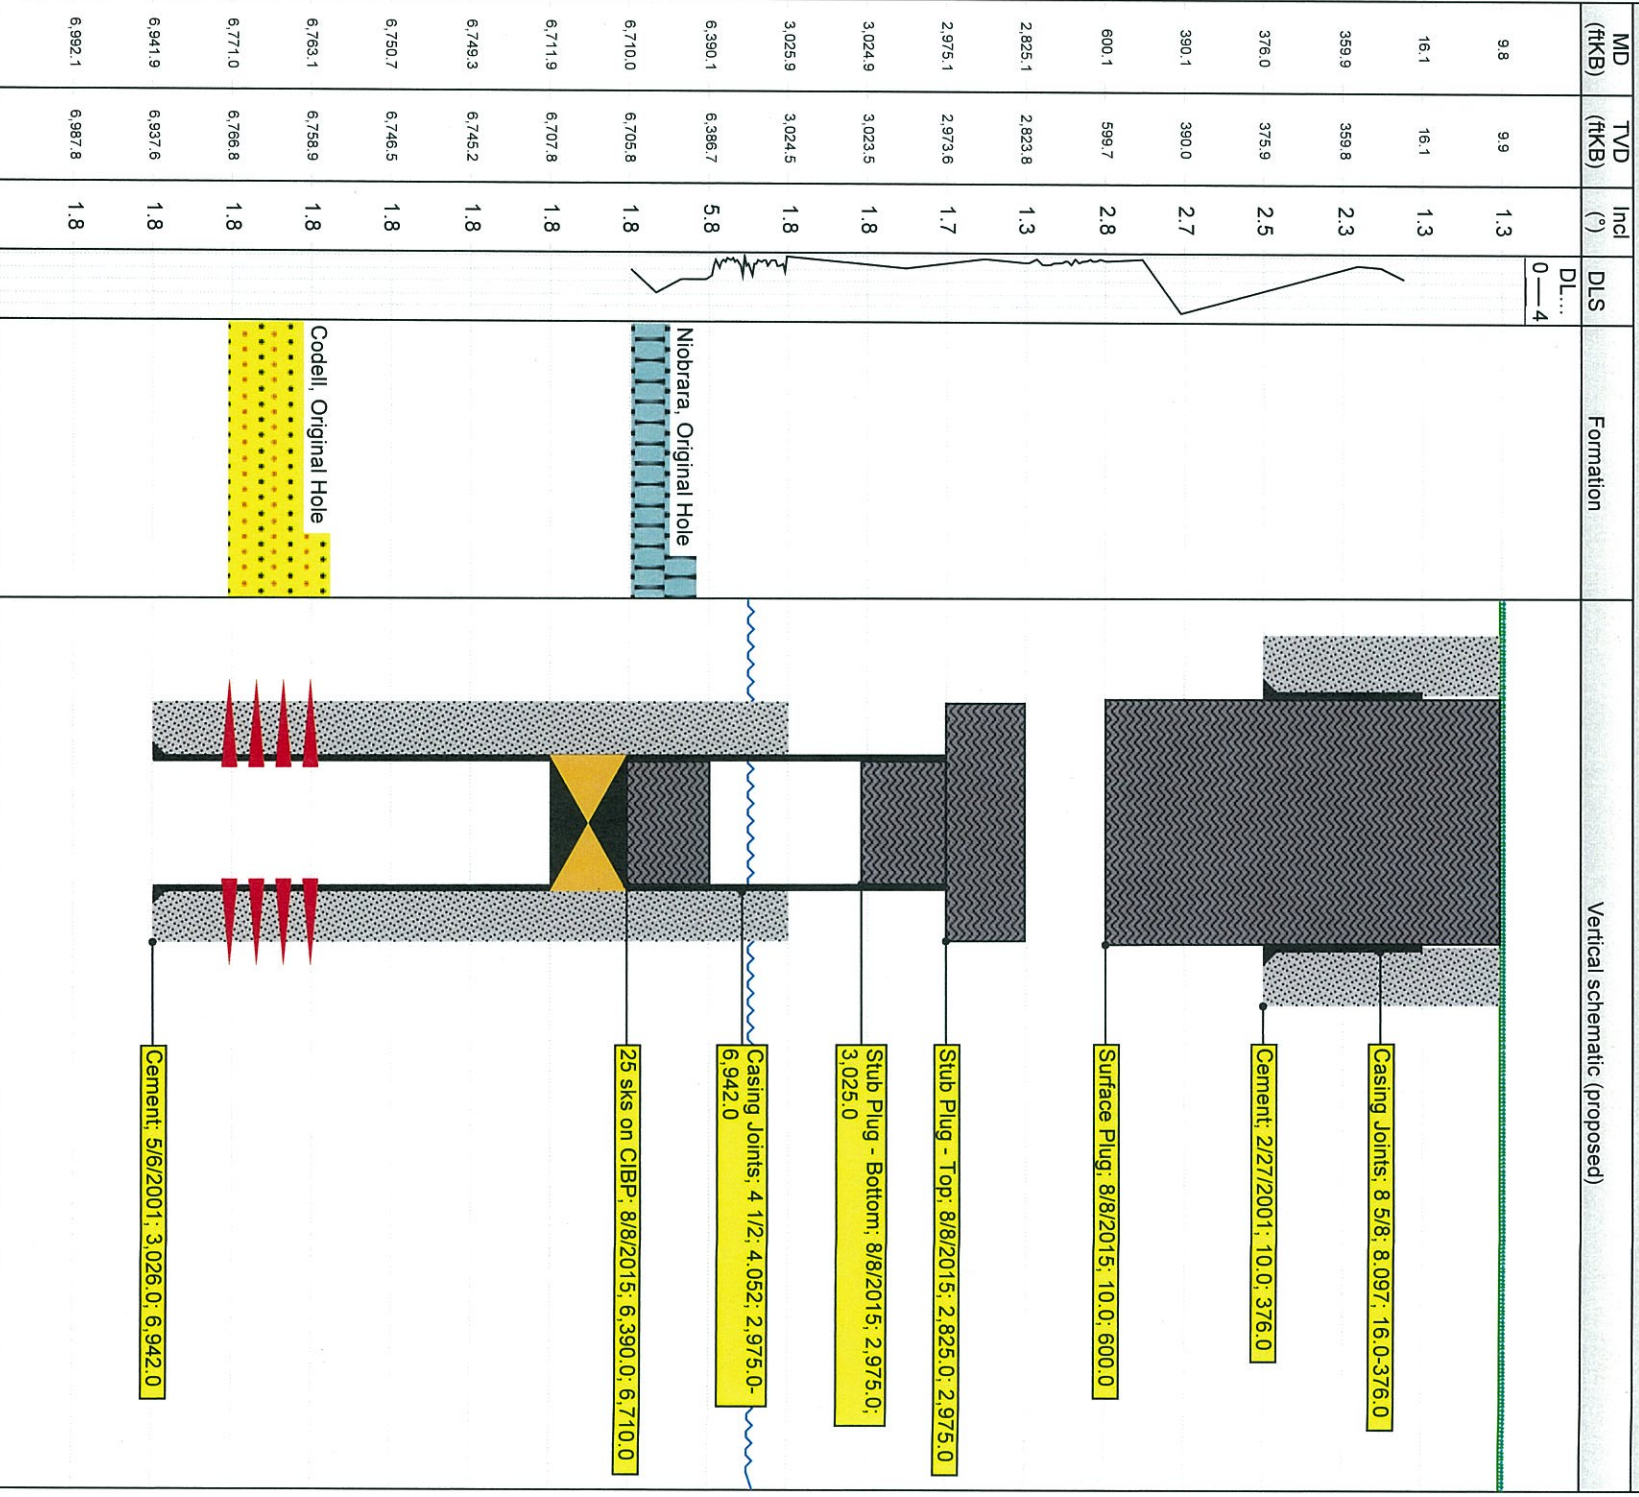 MD
(ftKB)
TVD
(ftKB)
Incl
(°)
DLS
Formation
Vertical schematic (proposed)
DL...
0 4
9.8 9.9 1.3
16.1 16.1 1.3
359.9 359.8 2.3
376.0 375.9 2.5
390.1 390.0 2.7
600.1 599.7 2.8
2,825.1 2,823.8 1.3
2,975.1 2,973.6 1.7
3,024.9 3,023.5 1.8
3,025.9 3,024.5 1.8
6,390.1 6,386.7 5.8
6,710.0 6,705.8 1.8
6,711.9 6,707.8 1.8
6,749.3 6,745.2 1.8
6,750.7 6,746.5 1.8
6,763.1 6,758.9 1.8
6,771.0 6,766.8 1.8
6,941.9 6,937.6 1.8
6,992.1 6,987.8 1.8
Niobrara, Original Hole
Codell, Original Hole
Casing Joints; 8 5/8; 8.097; 16.0-376.0
Cement; 2/27/2001; 10.0; 376.0
Surface Plug; 8/8/2015; 10.0; 600.0
Stub Plug - Top; 8/8/2015; 2,825.0; 2,975.0
Stub Plug - Bottom; 8/8/2015; 2,975.0;
3,025.0
Casing Joints; 4 1/2; 4.052; 2,975.0-
6,942.0
25 sks on CIBP; 8/8/2015; 6,390.0; 6,710.0
Cement; 5/6/2001; 3,026.0; 6,942.0